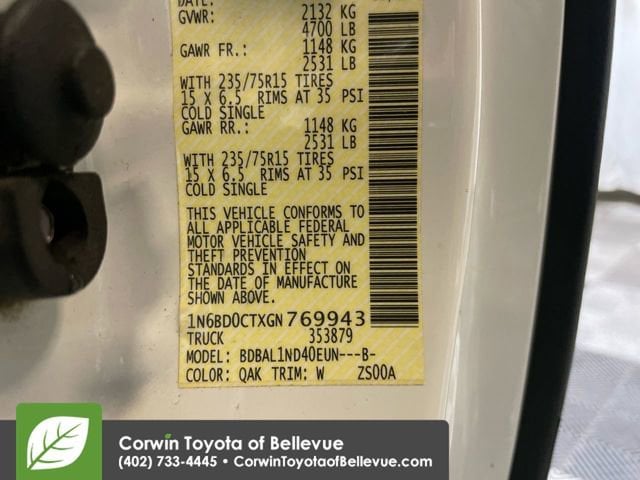 DATE:
GVWR: 2132 KG
4700 LB
GAWR FR.: 1148 KG
2531 LB
WITH 235/75R15 TIRES
15 X 6.5 RIMS AT 35 PSI
COLD SINGLE
GAWR RR.: 1148 KG
2531 LB
WITH 235/75R15 TIRES
15 X 6.5 RIMS AT 35 PSI
COLD SINGLE
THIS VEHICLE CONFORMS TO
ALL APPLICABLE FEDERAL
MOTOR VEHICLE SAFETY AND
THEFT PREVENTION
STANDARDS IN EFFECT ON
THE DATE OF MANUFACTURE
SHOWN ABOVE.
1N6BD0CTXGN769943
TRUCK 353879
MODEL: BDBAL1ND40EUN---B-
COLOR: QAK TRIM: W ZS00A
Corwin Toyota of Bellevue
(402) 733-4445 • CorwinToyotaofBellevue.com